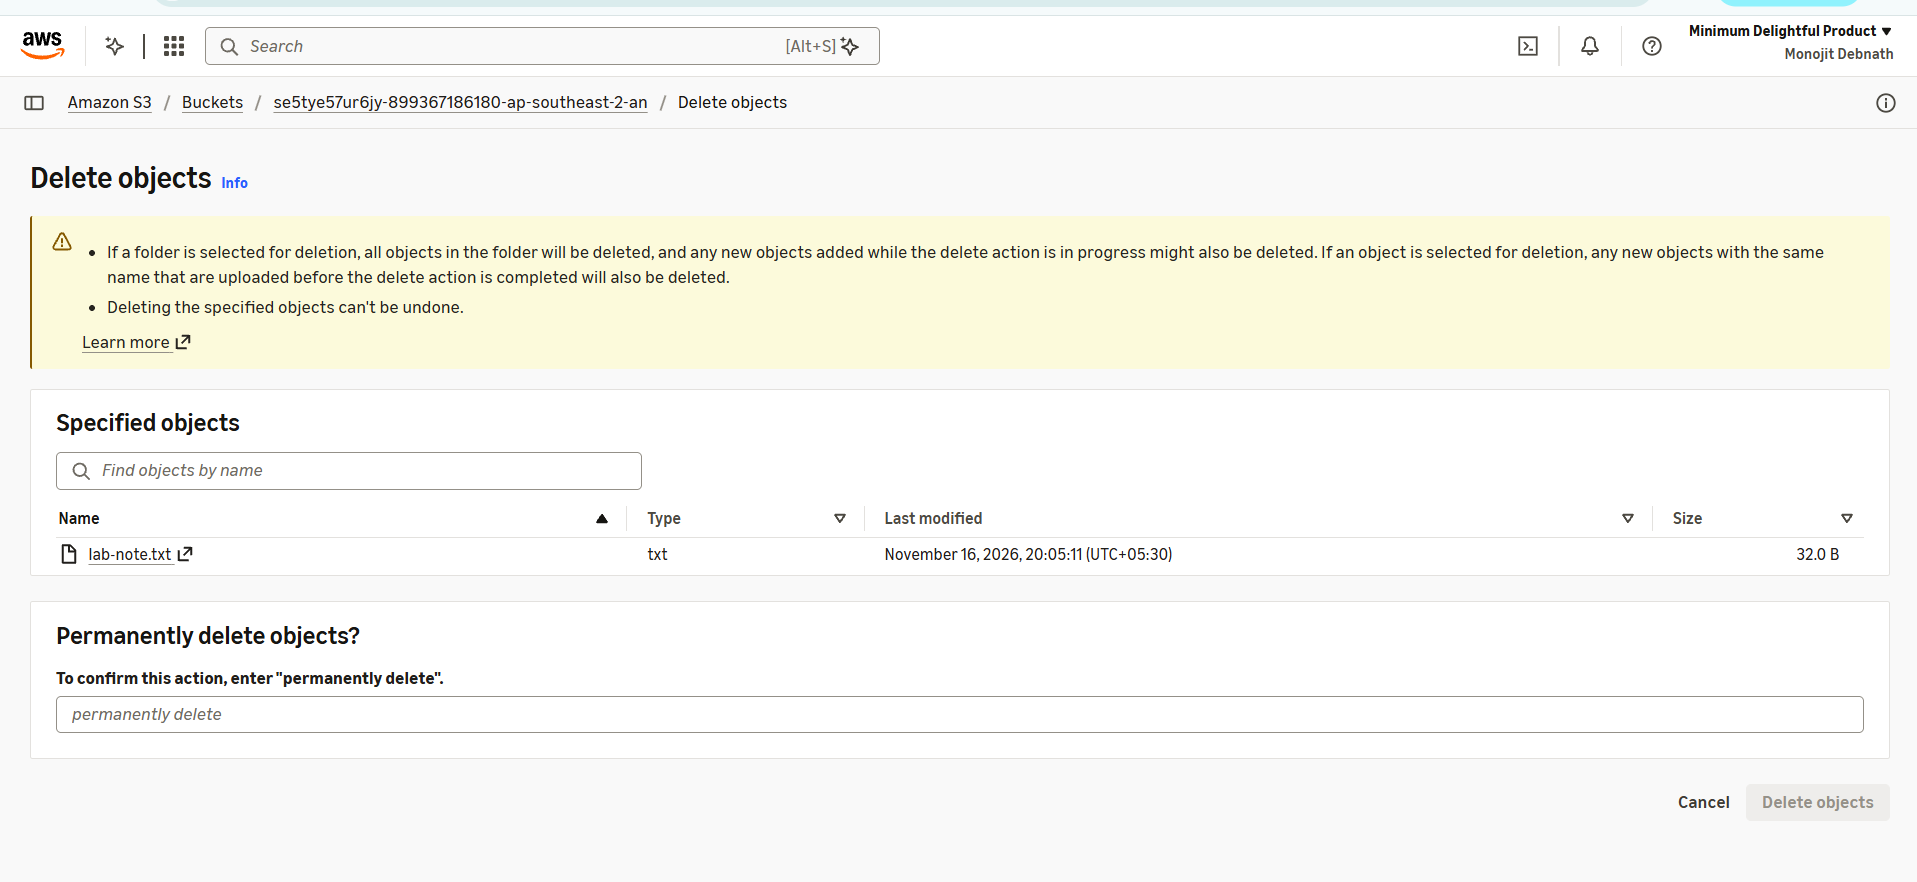 aws
Search [Alt+S]
Minimum Delightful Product
Monojit Debnath
Amazon S3 / Buckets / se5tye57ur6jy-899367186180-ap-southeast-2-an / Delete objects
Delete objects Info
• If a folder is selected for deletion, all objects in the folder will be deleted, and any new objects added while the delete action is in progress might also be deleted. If an object is selected for deletion, any new objects with the same
name that are uploaded before the delete action is completed will also be deleted.
• Deleting the specified objects can't be undone.
Learn more
Specified objects
Find objects by name
Name Type Last modified Size
lab-note.txt txt November 16, 2026, 20:05:11 (UTC+05:30) 32.0 B
Permanently delete objects?
To confirm this action, enter "permanently delete".
permanently delete
Cancel Delete objects